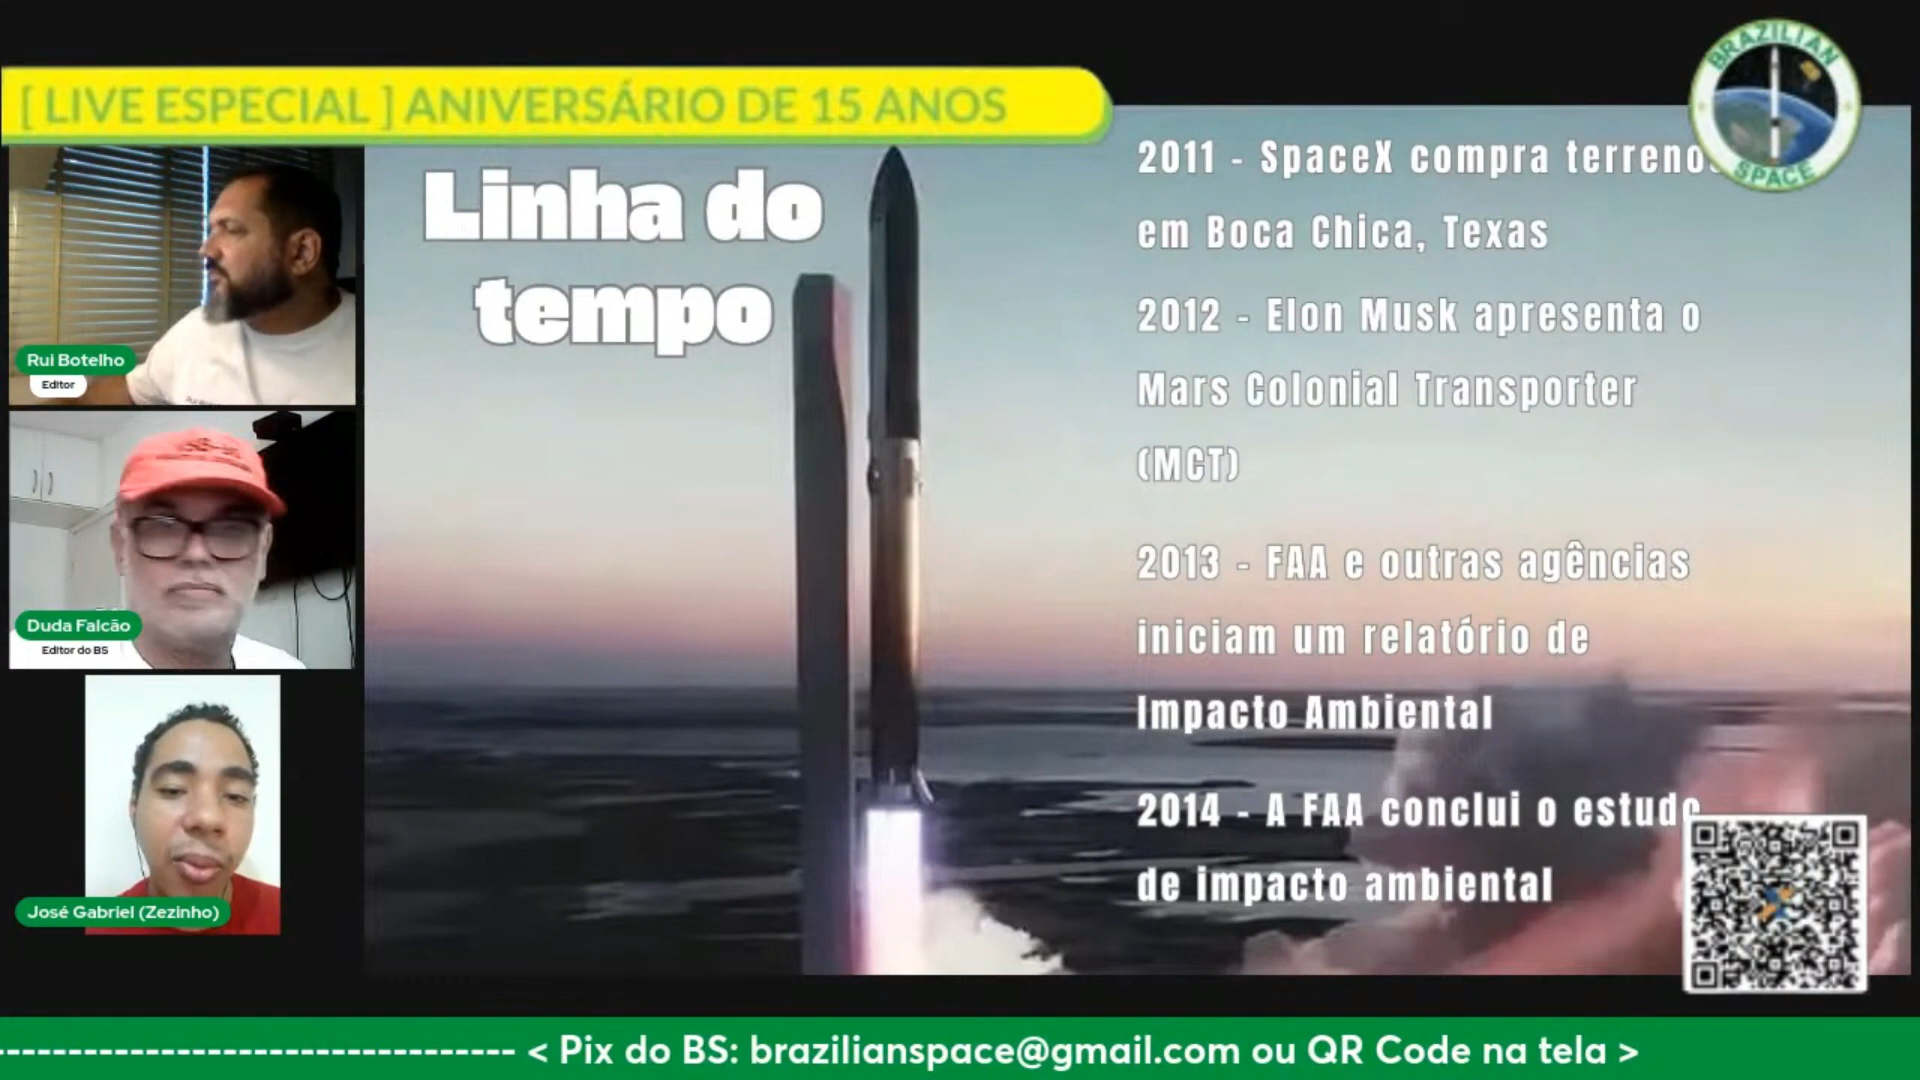 [ LIVE ESPECIAL ] ANIVERSÁRIO DE 15 ANOS
BRAZILIAN
SPACE
Linha do
tempo
2011 - SpaceX compra terrenos
em Boca Chica, Texas
2012 - Elon Musk apresenta o
Mars Colonial Transporter
(MCT)
2013 - FAA e outras agências
iniciam um relatório de
Impacto Ambiental
2014 - A FAA conclui o estudo
de impacto ambiental
Rui Botelho
Editor
Duda Falcão
Editor do BS
José Gabriel (Zezinho)
--------------------------------- < Pix do BS: brazilianspace@gmail.com ou QR Code na tela >